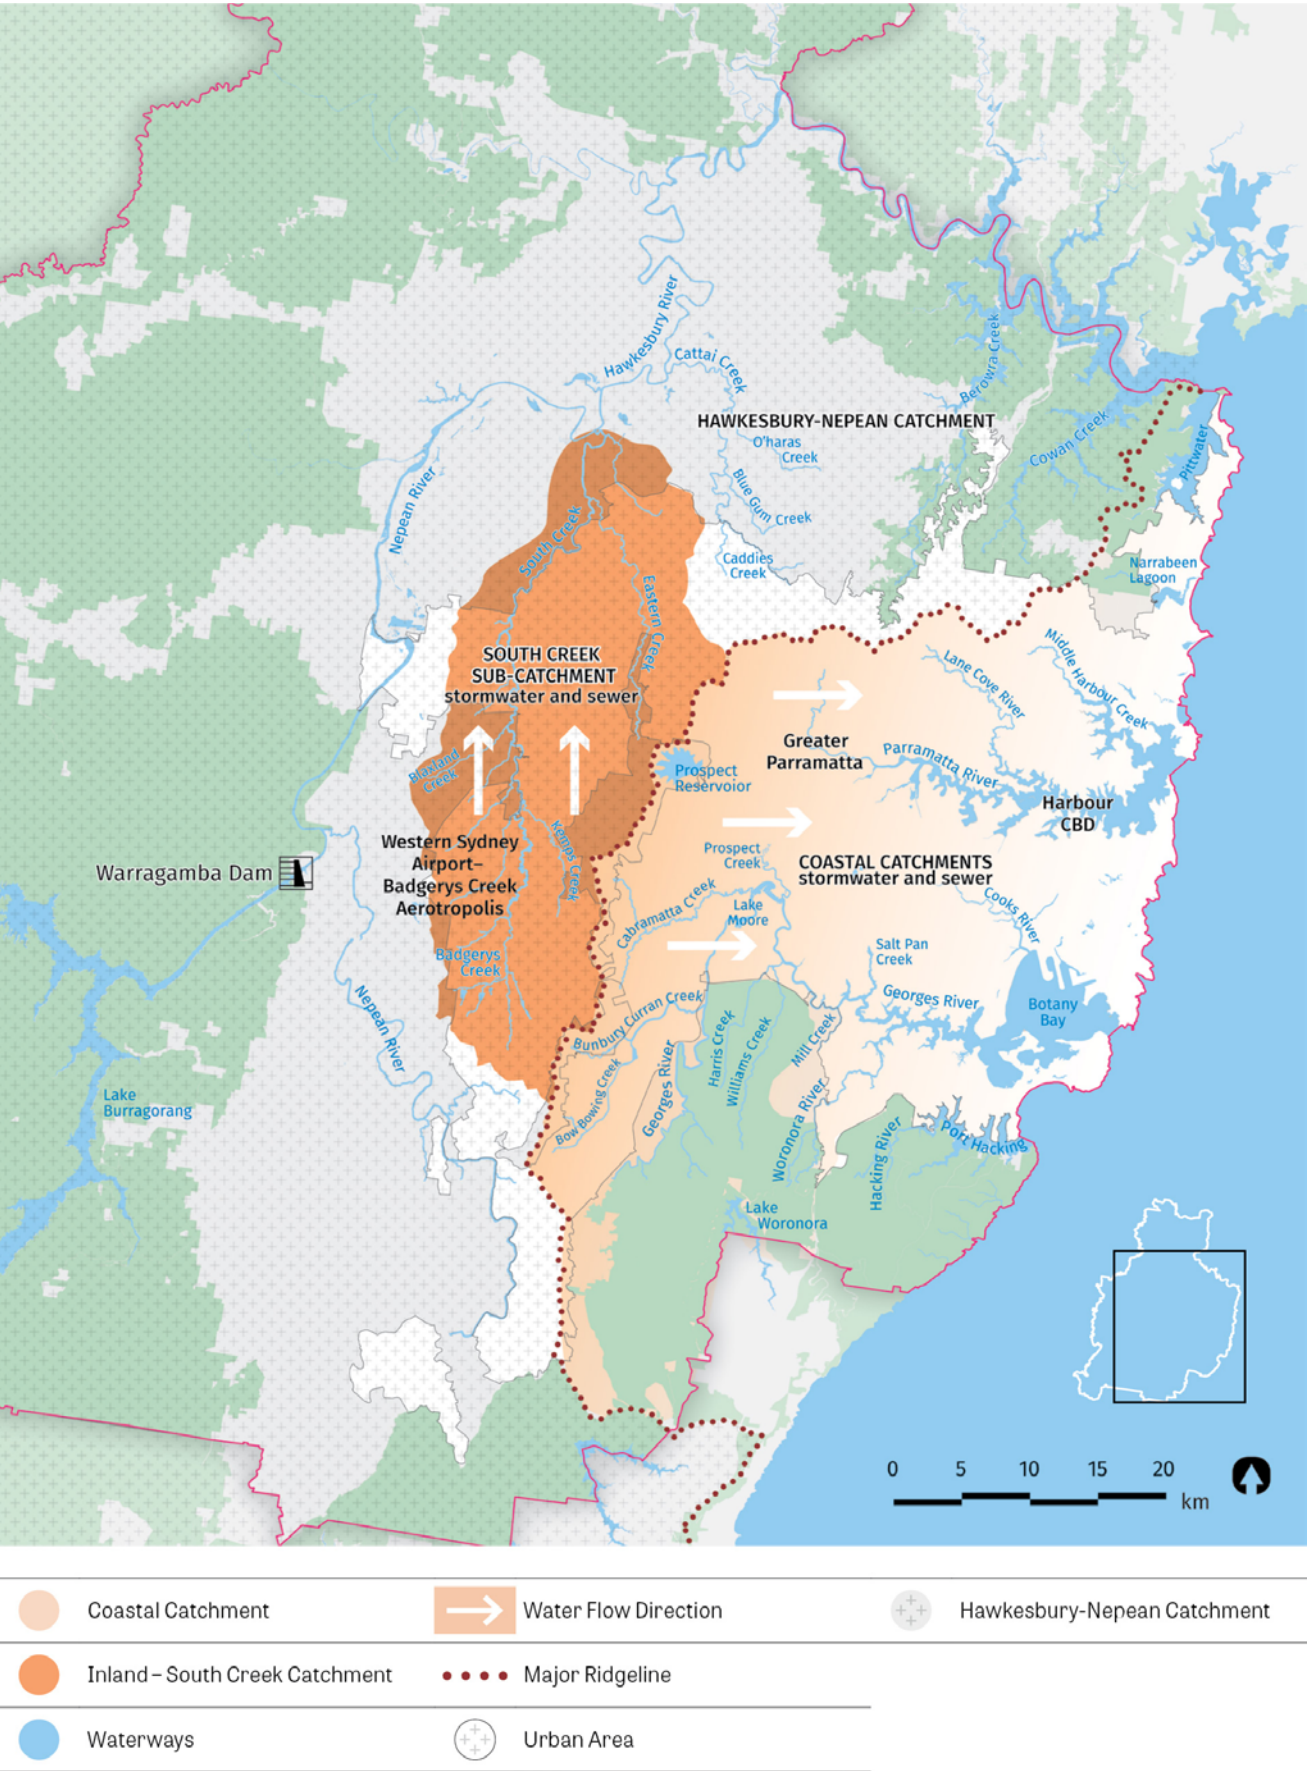 Hawkesbury River
Cattai Creek
Berowra Creek
HAWKESBURY-NEPEAN CATCHMENT
O'haras
Creek
Cowan Creek
Pittwater
Nepean River
Blue Gum Creek
South Creek
Caddies
Creek
Narrabeen
Lagoon
Eastern Creek
SOUTH CREEK
SUB-CATCHMENT
stormwater and sewer
Lane Cove River
Middle Harbour Creek
Greater
Parramatta
Parramatta River
Blaxland
Creek
Prospect
Reservoior
Harbour
CBD
Western Sydney
Airport–
Badgerys Creek
Aerotropolis
Kemps Creek
Prospect
Creek
COASTAL CATCHMENTS
stormwater and sewer
Warragamba Dam
Cabramatta Creek
Lake
Moore
Cooks River
Badgerys
Creek
Salt Pan
Creek
Nepean River
Georges River
Botany
Bay
Bunbury Curran Creek
Harris Creek
Williams Creek
Mill Creek
Lake
Burragorang
Bow Bowing Creek
Georges River
Woronora River
Hacking River
Port Hacking
Lake
Woronora
0 5 10 15 20
km
Coastal Catchment
Water Flow Direction
Hawkesbury-Nepean Catchment
Inland – South Creek Catchment
Major Ridgeline
Waterways
Urban Area